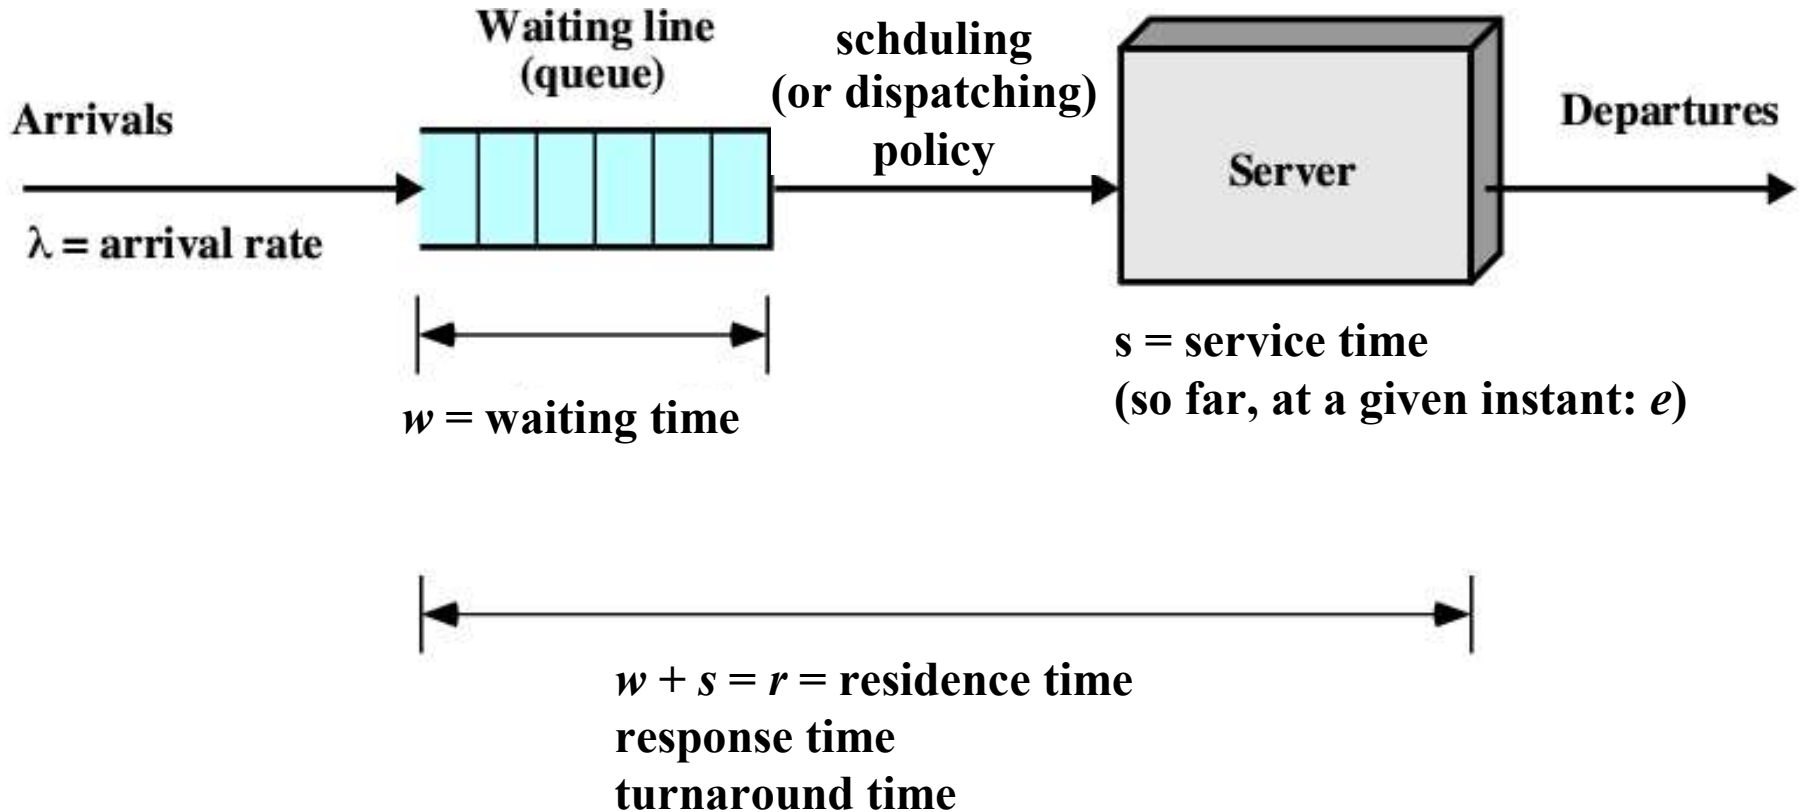 Waiting line
(queue)
schduling
(or dispatching)
policy
Arrivals
λ = arrival rate
Server
Departures
w = waiting time
s = service time
(so far, at a given instant: e)
w + s = r = residence time
response time
turnaround time